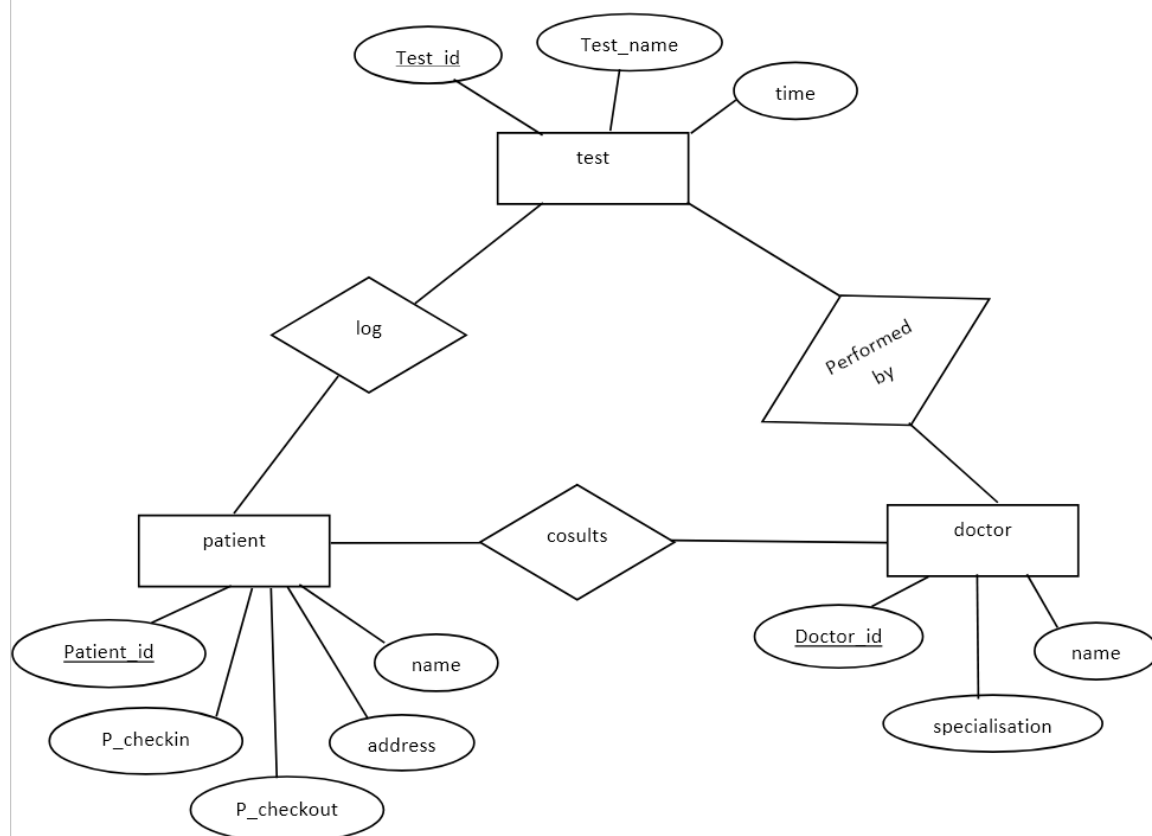 Test_id
Test_name
time
test
log
Performed
by
patient
cosults
doctor
Patient_id
name
Doctor_id
name
P_checkin
address
specialisation
P_checkout